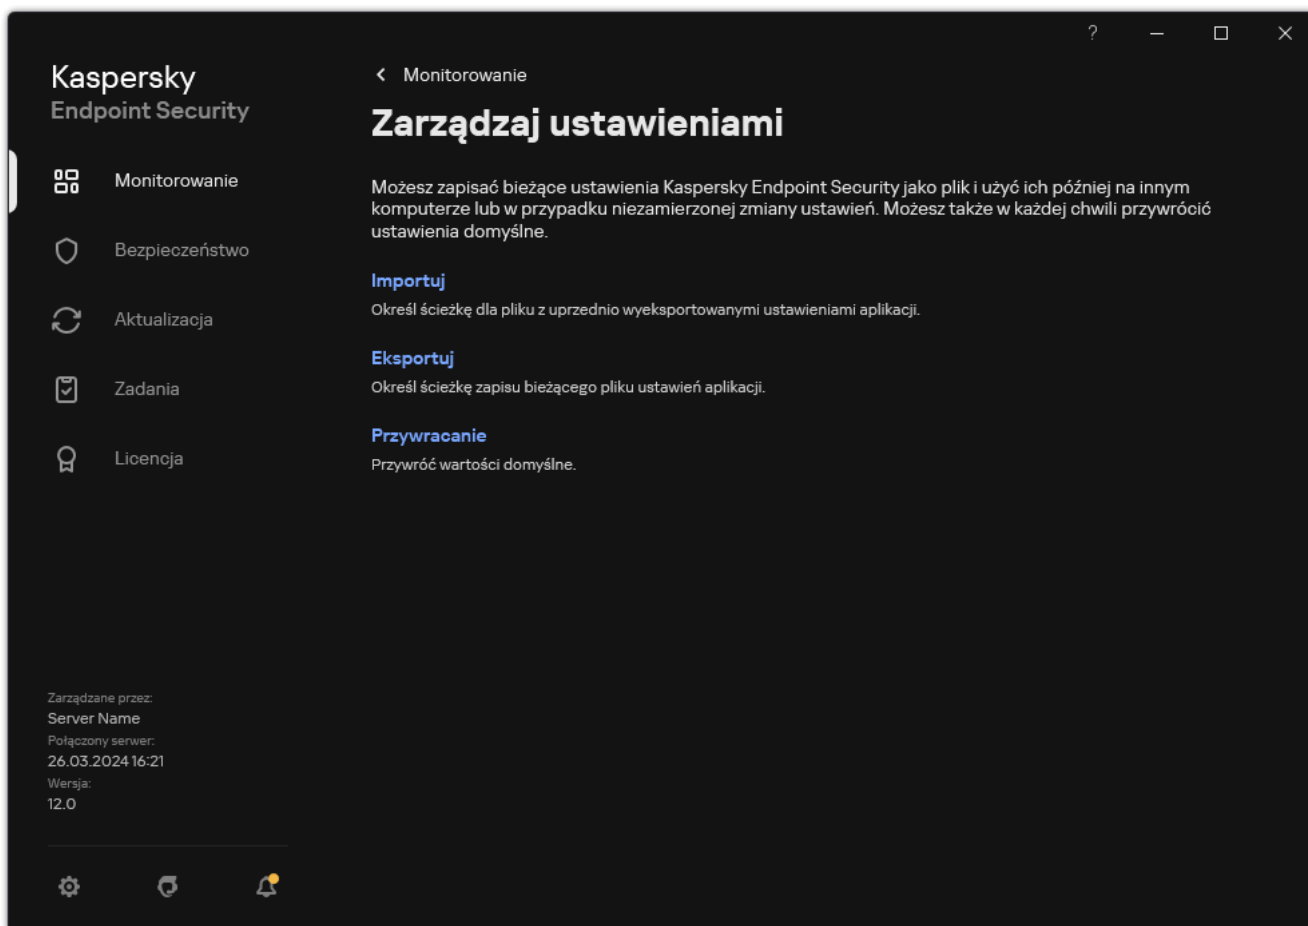 ?
Kaspersky
Endpoint Security
Monitorowanie
Bezpieczeństwo
Aktualizacja
Zadania
Licencja
Zarządzane przez:
Server Name
Połączony serwer:
26.03.2024 16:21
Wersja:
12.0
Monitorowanie
Zarządzaj ustawieniami
Możesz zapisać bieżące ustawienia Kaspersky Endpoint Security jako plik i użyć ich później na innym
komputerze lub w przypadku niezamierzonej zmiany ustawień. Możesz także w każdej chwili przywrócić
ustawienia domyślne.
Importuj
Określ ścieżkę dla pliku z uprzednio wyeksportowanymi ustawieniami aplikacji.
Eksportuj
Określ ścieżkę zapisu bieżącego pliku ustawień aplikacji.
Przywracanie
Przywróć wartości domyślne.